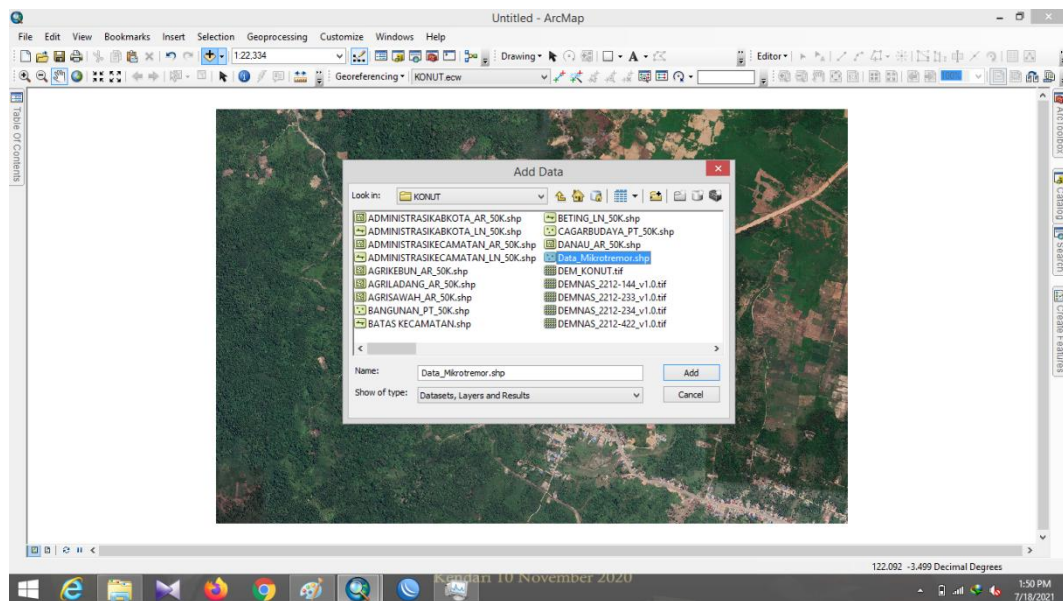 Untitled - ArcMap
File Edit View Bookmarks Insert Selection Geoprocessing Customize Windows Help
1:22,334
Drawing
Editor
Georeferencing
KONUT.ecw
100%
Table Of Contents
ArcToolbox
Catalog
Search
Create Features
Add Data
Look in: KONUT
ADMINISTRASIKABKOTA_AR_50K.shp
ADMINISTRASIKABKOTA_LN_50K.shp
ADMINISTRASIKECAMATAN_AR_50K.shp
ADMINISTRASIKECAMATAN_LN_50K.shp
AGRIKEBUN_AR_50K.shp
AGRILADANG_AR_50K.shp
AGRISAWAH_AR_50K.shp
BANGUNAN_PT_50K.shp
BATAS KECAMATAN.shp
BETING_LN_50K.shp
CAGARBUDAYA_PT_50K.shp
DANAU_AR_50K.shp
Data_Mikrotremor.shp
DEM_KONUT.tif
DEMNAS_2212-144_v1.0.tif
DEMNAS_2212-233_v1.0.tif
DEMNAS_2212-234_v1.0.tif
DEMNAS_2212-422_v1.0.tif
Name: Data_Mikrotremor.shp Add
Show of type: Datasets, Layers and Results Cancel
122.092 -3.499 Decimal Degrees
Kendari 10 November 2020
1:50 PM
7/18/2021